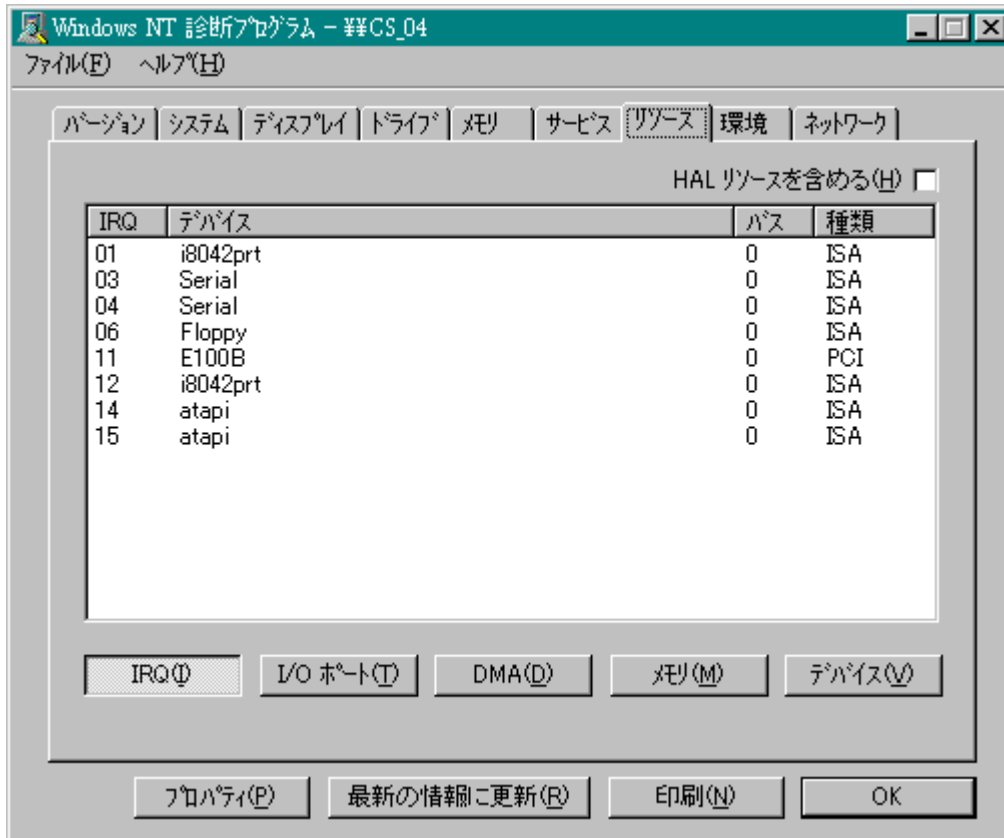 Windows NT 診断ﾌﾟﾛｸﾞﾗﾑ - ¥¥CS_04
ﾌｧｲﾙ(F) ﾍﾙﾌﾟ(H)
ﾊﾞｰｼﾞｮﾝ ｼｽﾃﾑ ﾃﾞｨｽﾌﾟﾚｲ ﾄﾞﾗｲﾌﾞ ﾒﾓﾘ ｻｰﾋﾞｽ ﾘｿｰｽ 環境 ﾈｯﾄﾜｰｸ
HAL ﾘｿｰｽを含める(H)
IRQ ﾃﾞﾊﾞｲｽ ﾊﾞｽ 種類
01 i8042prt 0 ISA
03 Serial 0 ISA
04 Serial 0 ISA
06 Floppy 0 ISA
11 E100B 0 PCI
12 i8042prt 0 ISA
14 atapi 0 ISA
15 atapi 0 ISA
IRQ(I) I/O ﾎﾟｰﾄ(T) DMA(D) ﾒﾓﾘ(M) ﾃﾞﾊﾞｲｽ(V)
ﾌﾟﾛﾊﾟﾃｨ(P) 最新の情報に更新(R) 印刷(N) OK